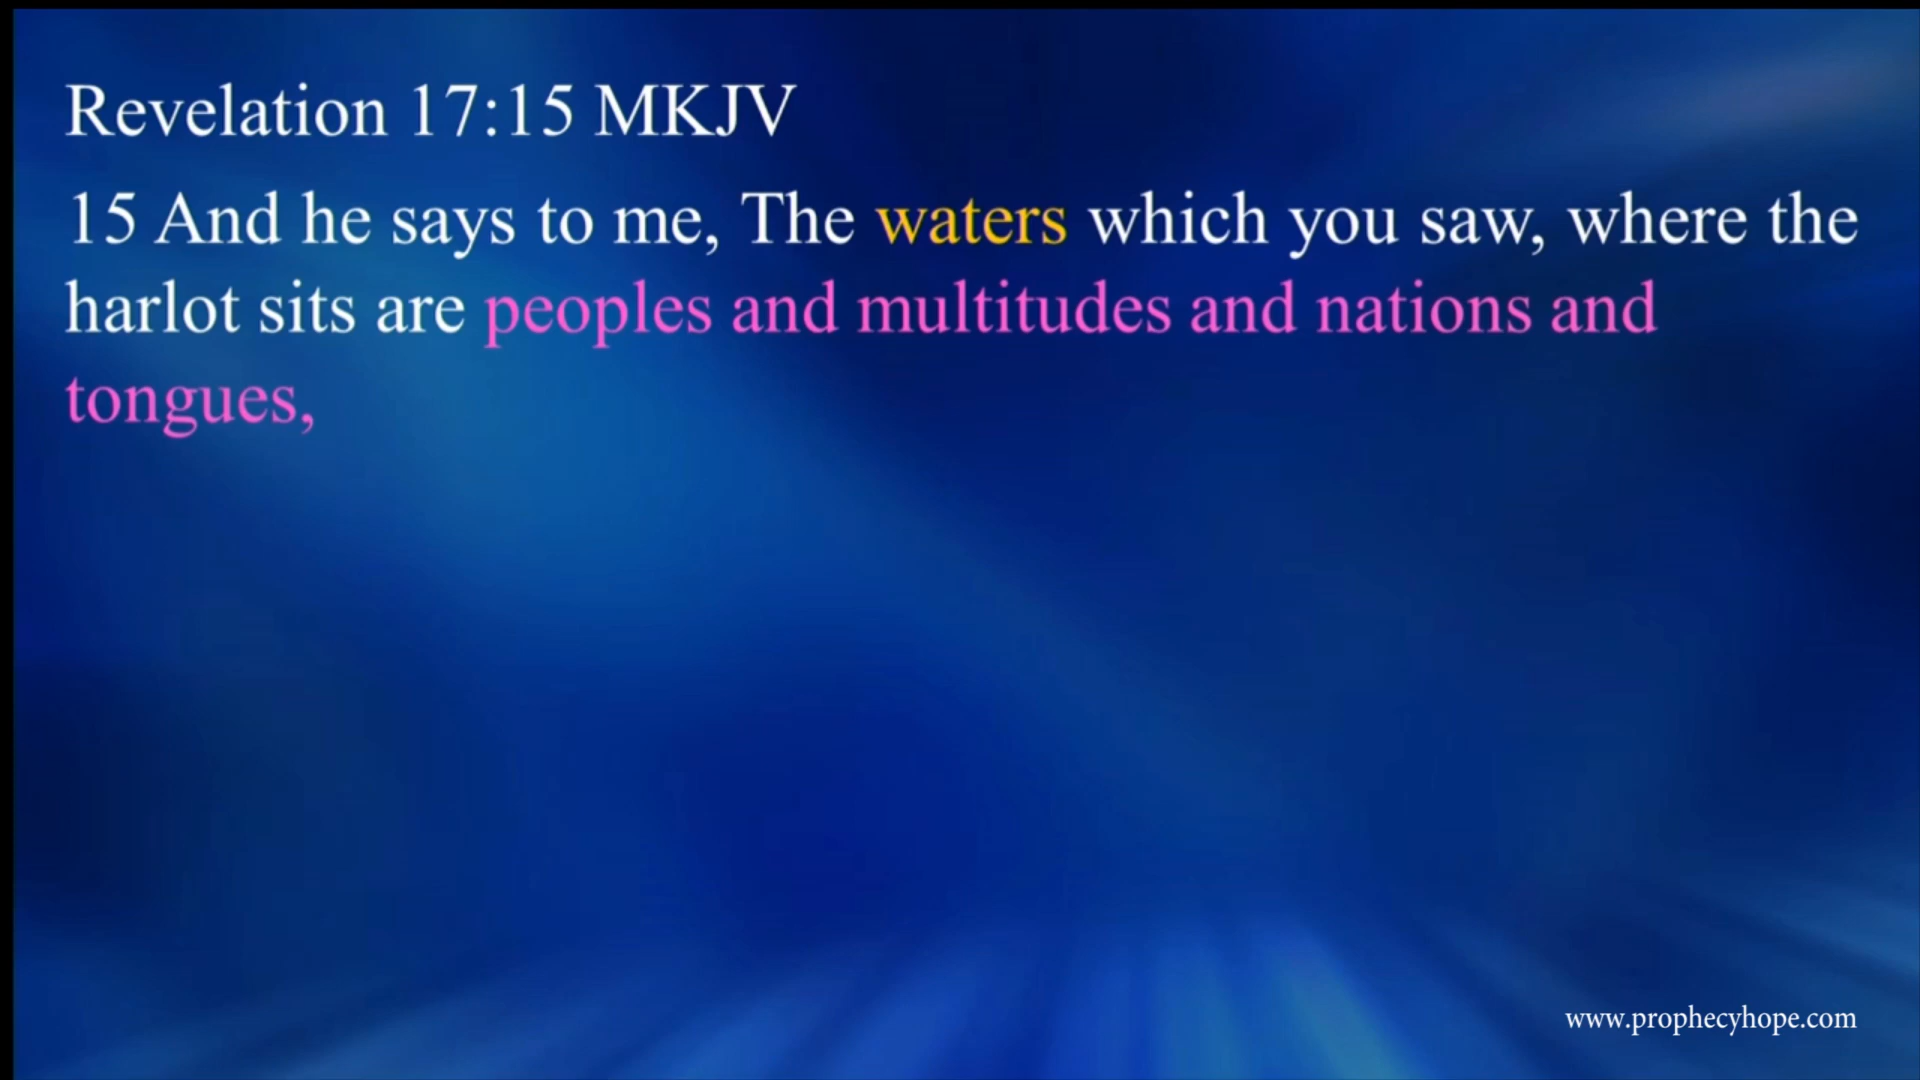 Revelation 17:15 MKJV
15 And he says to me, The waters which you saw, where the
harlot sits are peoples and multitudes and nations and
tongues,
www.prophecyhope.com